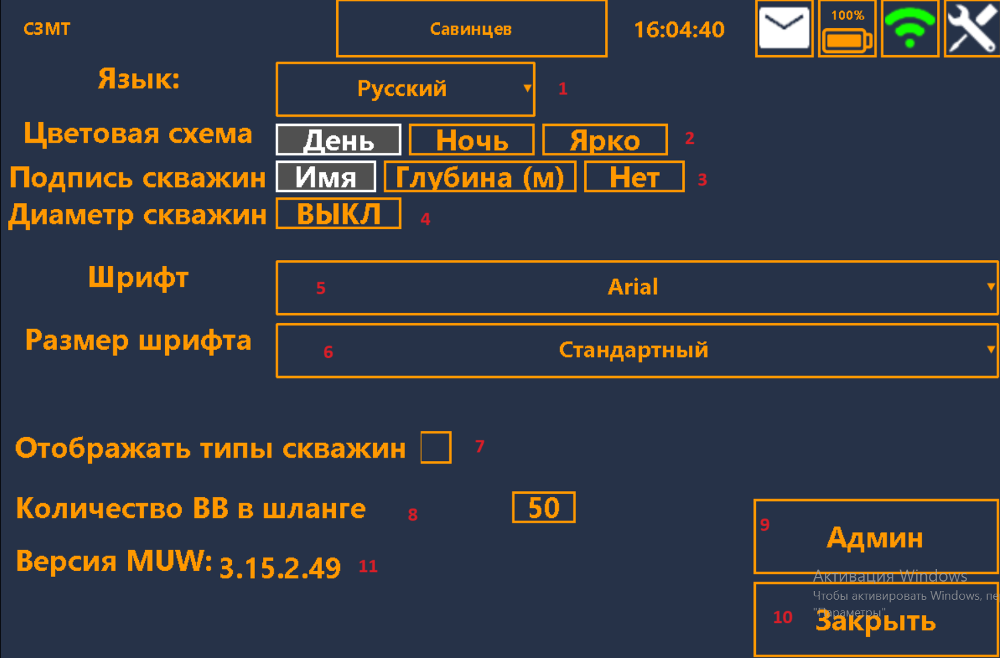 СЗМТ
Савинцев
16:04:40
100%
Язык:
Русский
1
Цветовая схема
День
Ночь
Ярко
2
Подпись скважин
Имя
Глубина (м)
Нет
3
Диаметр скважин
ВЫКЛ
4
Шрифт
5
Arial
Размер шрифта
6
Стандартный
Отображать типы скважин
7
Количество ВВ в шланге
8
50
9
Админ
Версия MUW: 3.15.2.49
11
Активация Windows
Чтобы активировать Windows, пе
"Параметры"
10
Закрыть